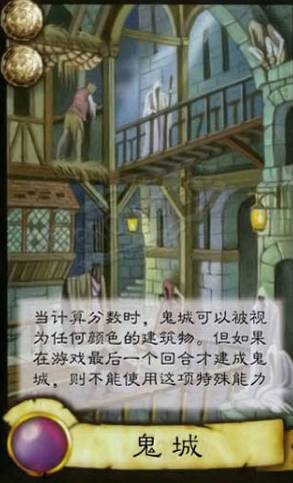 当计算分数时，鬼城可以被视
为任何颜色的建筑物。但如果
在游戏最后一个回合才建成鬼
城，则不能使用这项特殊能力
鬼城